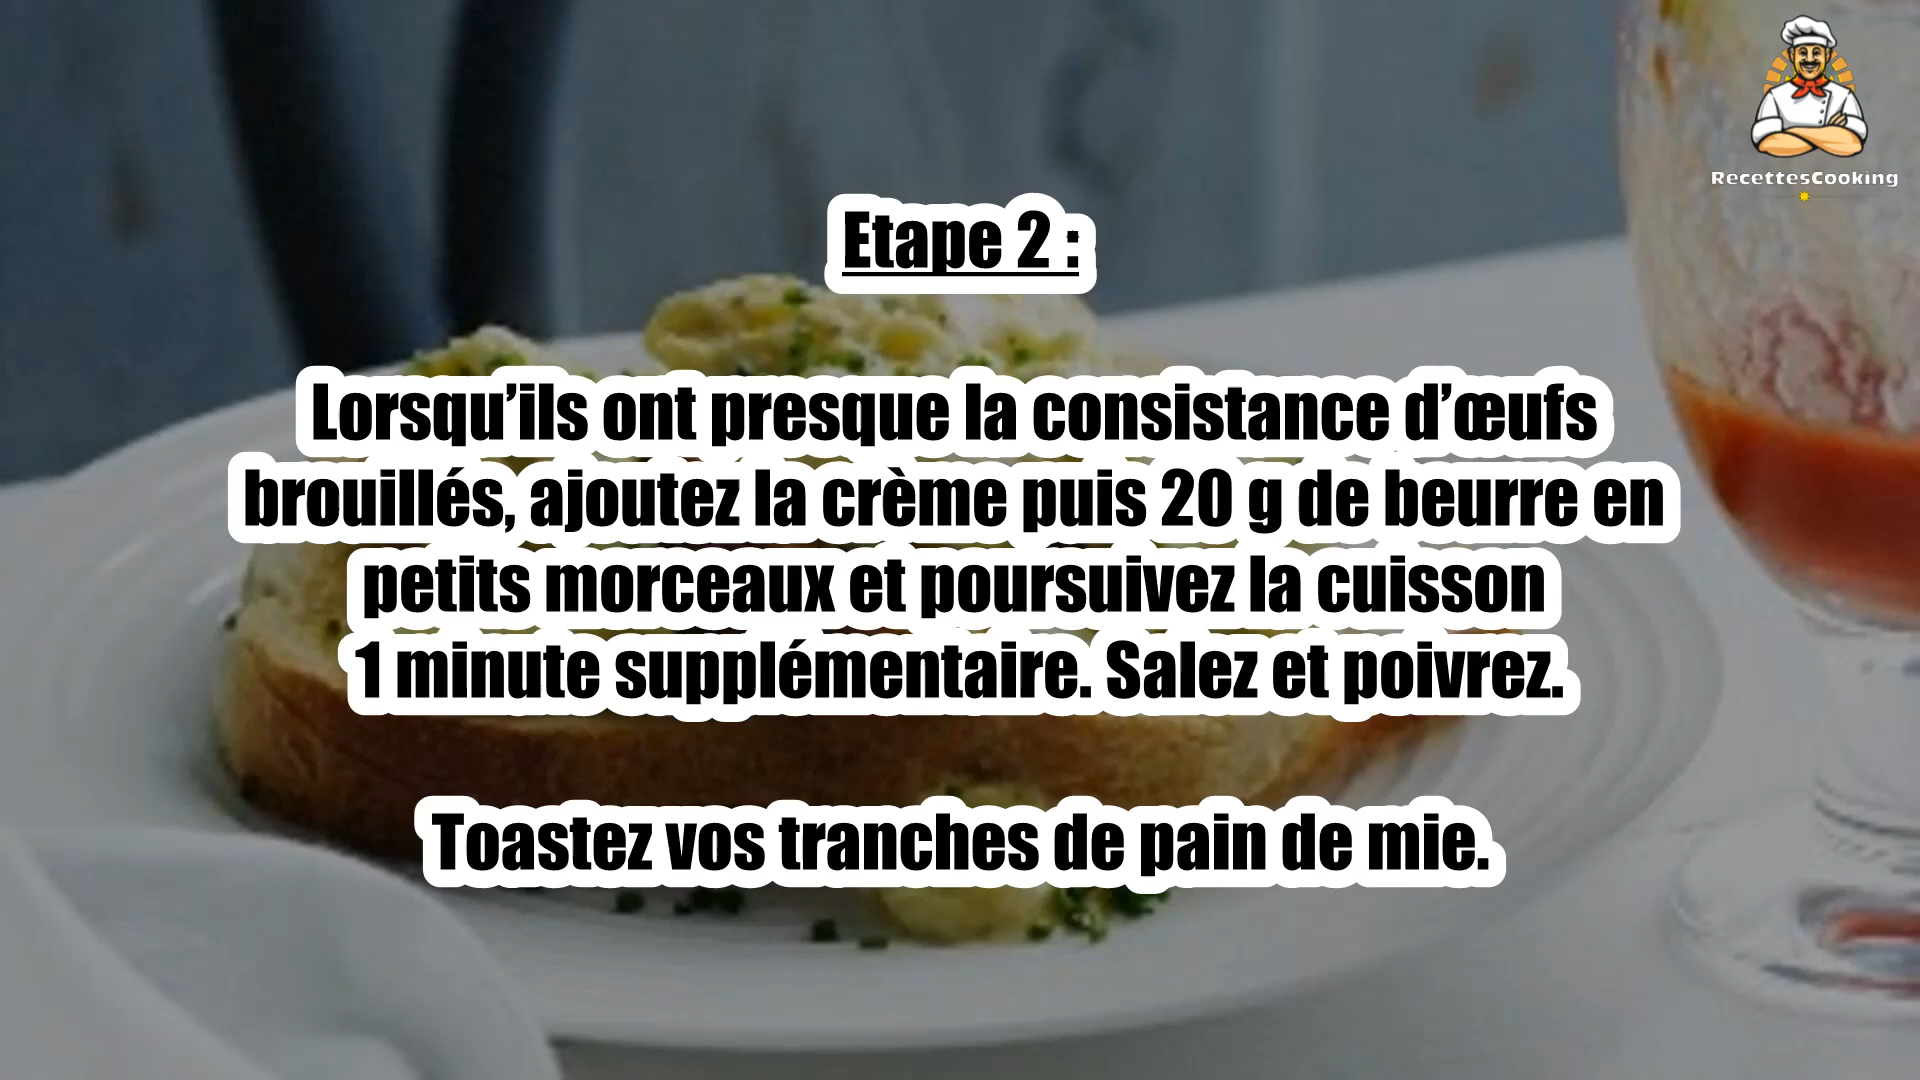 RecettesCooking
Etape 2 :
Lorsqu’ils ont presque la consistance d’œufs
brouillés, ajoutez la crème puis 20 g de beurre en
petits morceaux et poursuivez la cuisson
1 minute supplémentaire. Salez et poivrez.
Toastez vos tranches de pain de mie.